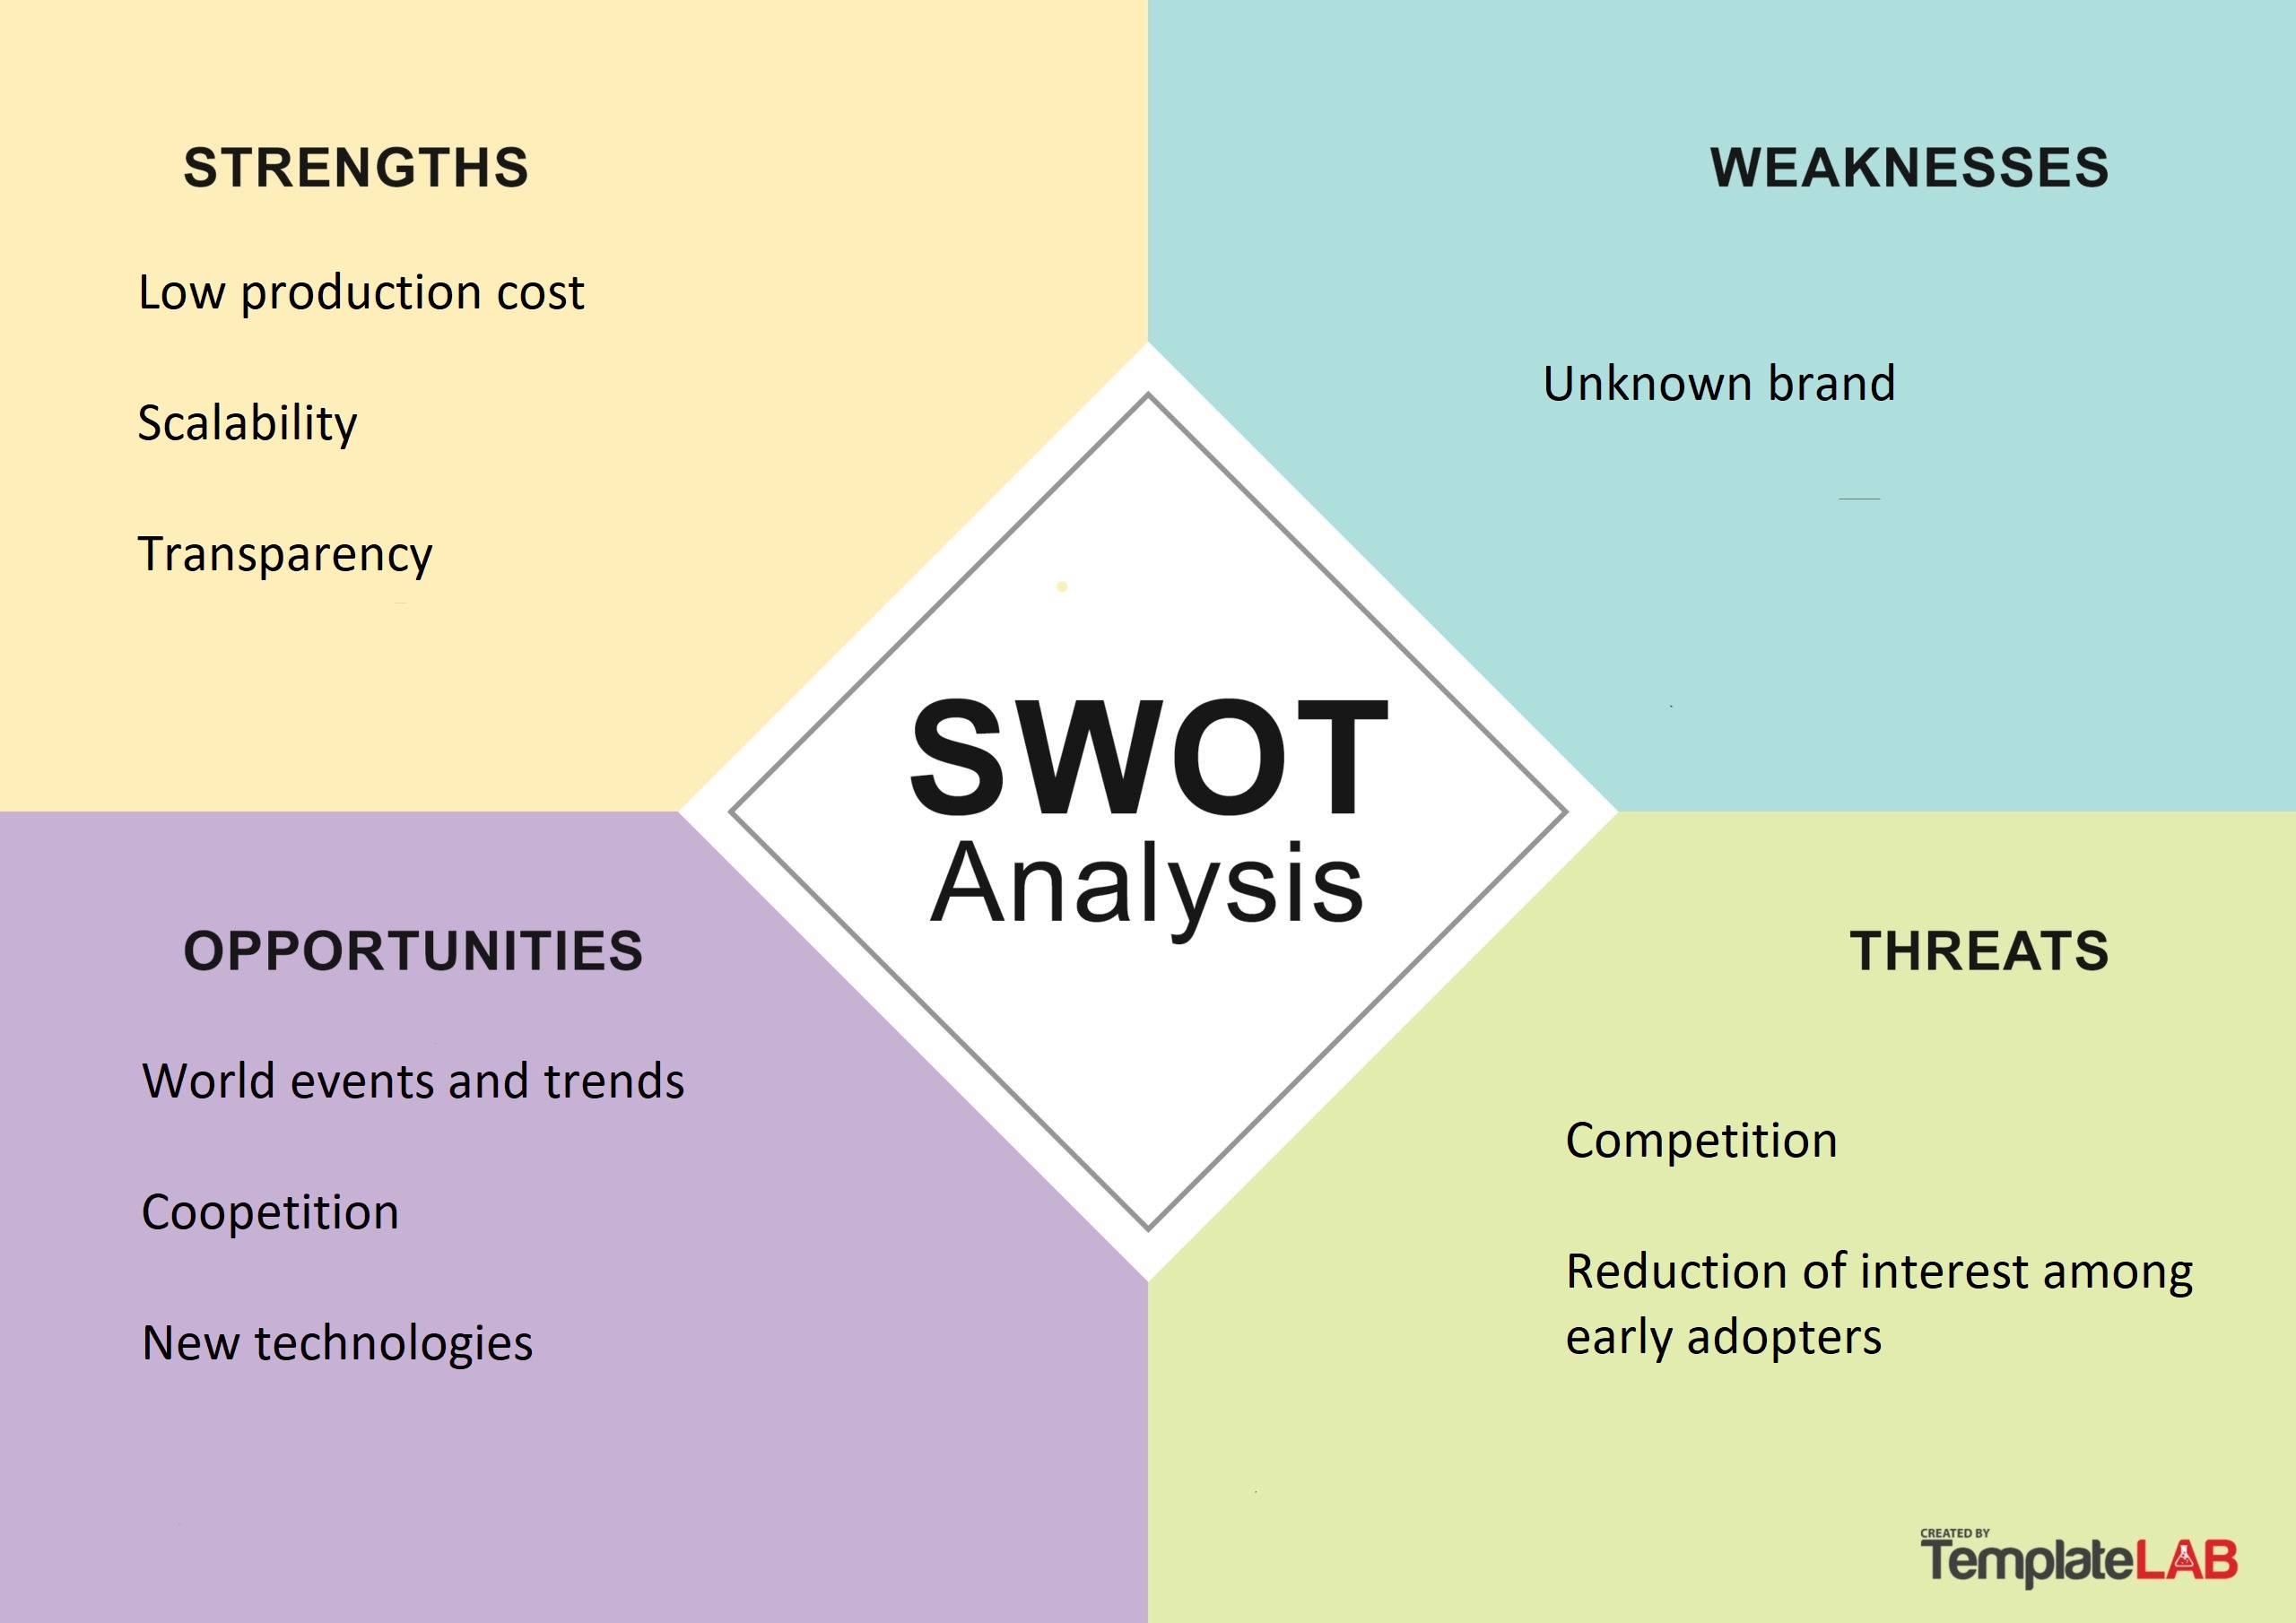 STRENGTHS
Low production cost
Scalability
Transparency
WEAKNESSES
Unknown brand
SWOT
Analysis
OPPORTUNITIES
World events and trends
Coopetition
New technologies
THREATS
Competition
Reduction of interest among
early adopters
CREATED BY
TemplateLAB